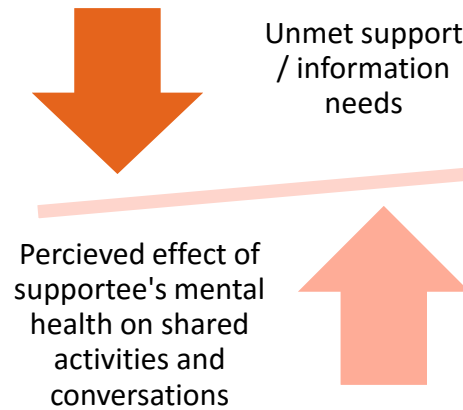 Unmet support
/ information
needs
Percieved effect of
supportee's mental
health on shared
activities and
conversations